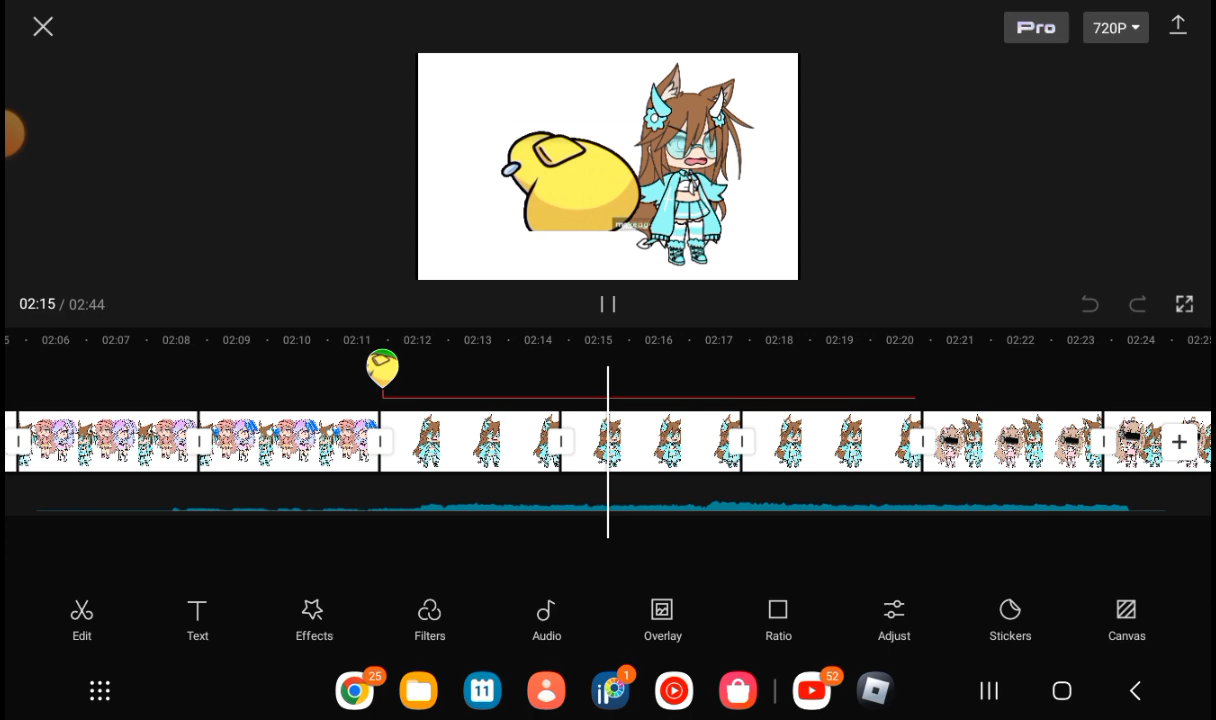 Pro 720P
02:15 / 02:44
02:06 02:07 02:08 02:09 02:10 02:11 02:12 02:13 02:14 02:15 02:16 02:17 02:18 02:19 02:20 02:21 02:22 02:23 02:24
Edit Text Effects Filters Audio Overlay Ratio Adjust Stickers Canvas
25 11 1 52